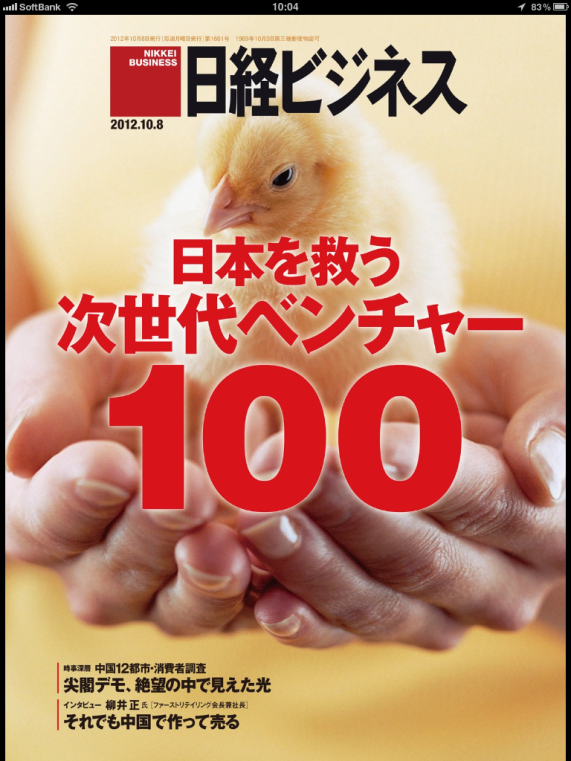 SoftBank 10:04 83%
2012年10月8日発行(毎週月曜日発行)第1661号 1969年10月3日第三種郵便物認可
NIKKEI
BUSINESS
日経ビジネス
2012.10.8
日本を救う
次世代ベンチャー
100
時事深層 中国12都市・消費者調査
尖閣デモ、絶望の中で見えた光
インタビュー 柳井 正 氏 [ファーストリテイリング会長兼社長]
それでも中国で作って売る